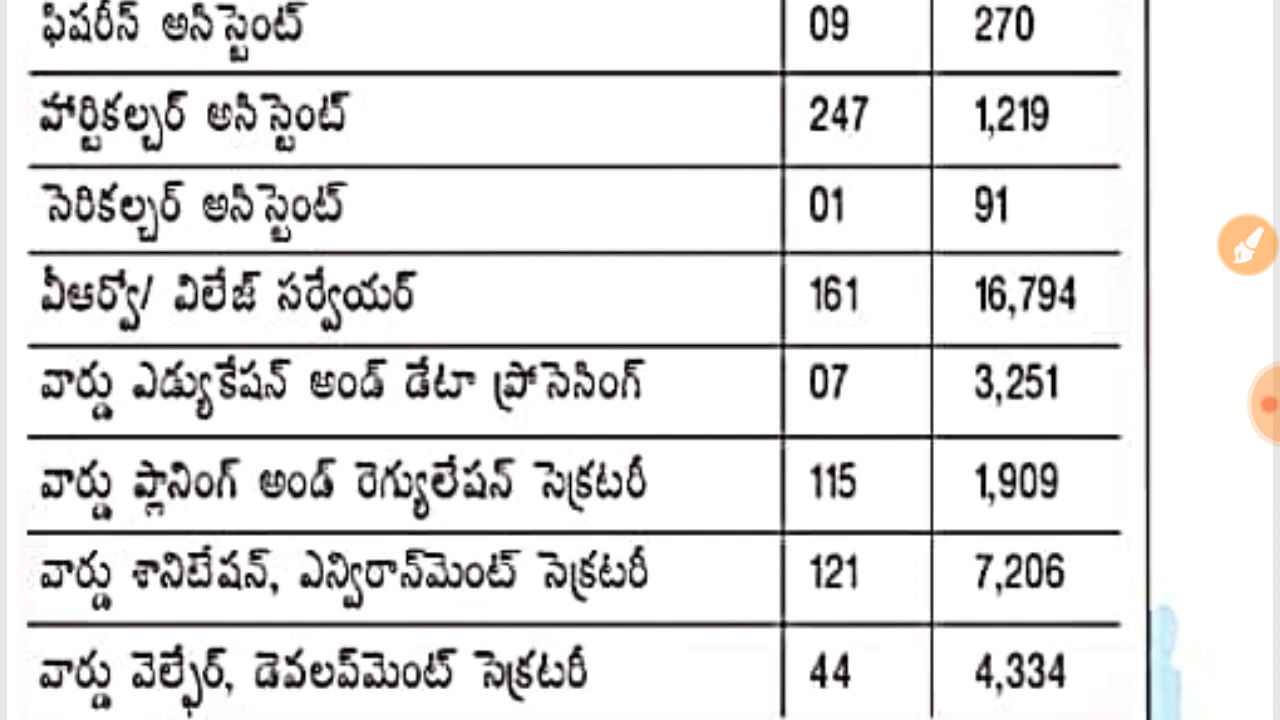 ఫిషరీస్ అసిస్టెంట్ 09 270
హార్టికల్చర్ అసిస్టెంట్ 247 1,219
సెరికల్చర్ అసిస్టెంట్ 01 91
వీఆర్వో/ విలేజ్ సర్వేయర్ 161 16,794
వార్డు ఎడ్యుకేషన్ అండ్ డేటా ప్రోసెసింగ్ 07 3,251
వార్డు ప్లానింగ్ అండ్ రెగ్యులేషన్ సెక్రటరీ 115 1,909
వార్డు శానిటేషన్, ఎన్విరాన్‌మెంట్ సెక్రటరీ 121 7,206
వార్డు వెల్ఫేర్, డెవలప్‌మెంట్ సెక్రటరీ 44 4,334